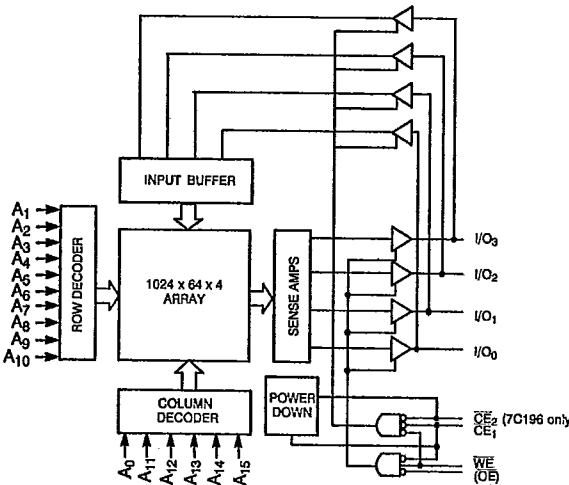 INPUT BUFFER
A1
A2
A3
A4
A5
A6
A7
A8
A9
A10
ROW DECODER
1024 x 64 x 4
ARRAY
SENSE AMPS
I/O3
I/O2
I/O1
I/O0
COLUMN
DECODER
A0
A11
A12
A13
A14
A15
POWER
DOWN
CE2 (7C196 only
CE1
WE
(OE)